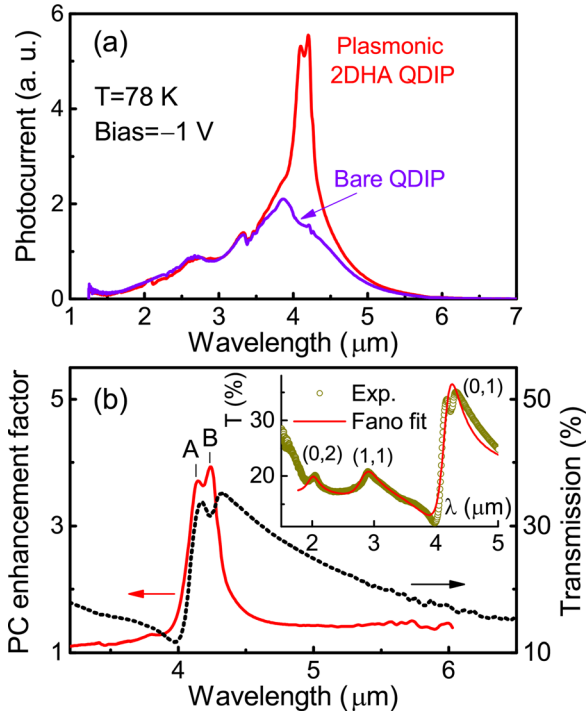 (a)
Plasmonic
2DHA QDIP
T=78 K
Bias=−1 V
Bare QDIP
Photocurrent (a. u.)
6
4
2
0
1 2 3 4 5 6 7
Wavelength (μm)
(b)
A B
PC enhancement factor
5
3
1
Transmission (%)
50
30
10
4 5 6
Wavelength (μm)
T (%)
30
20
Exp.
Fano fit
(0,1)
(0,2)
(1,1)
2 3 4 5
λ (μm)